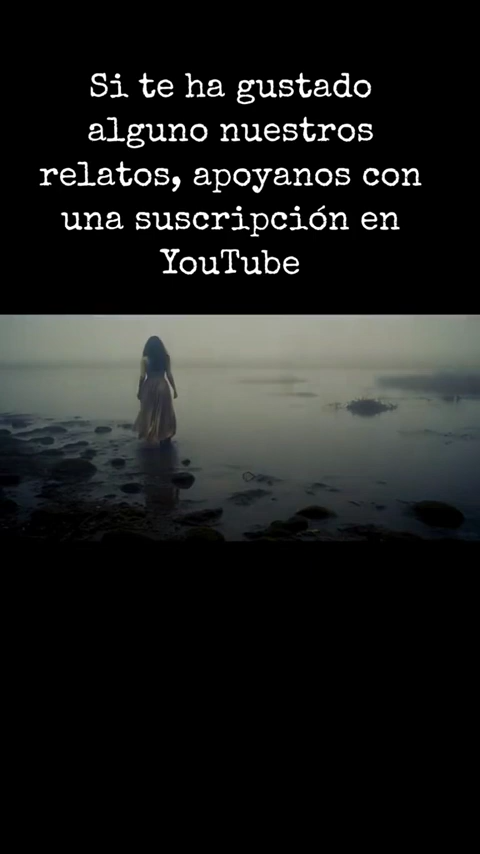 Si te ha gustado
alguno nuestros
relatos, apoyanos con
una suscripción en
YouTube